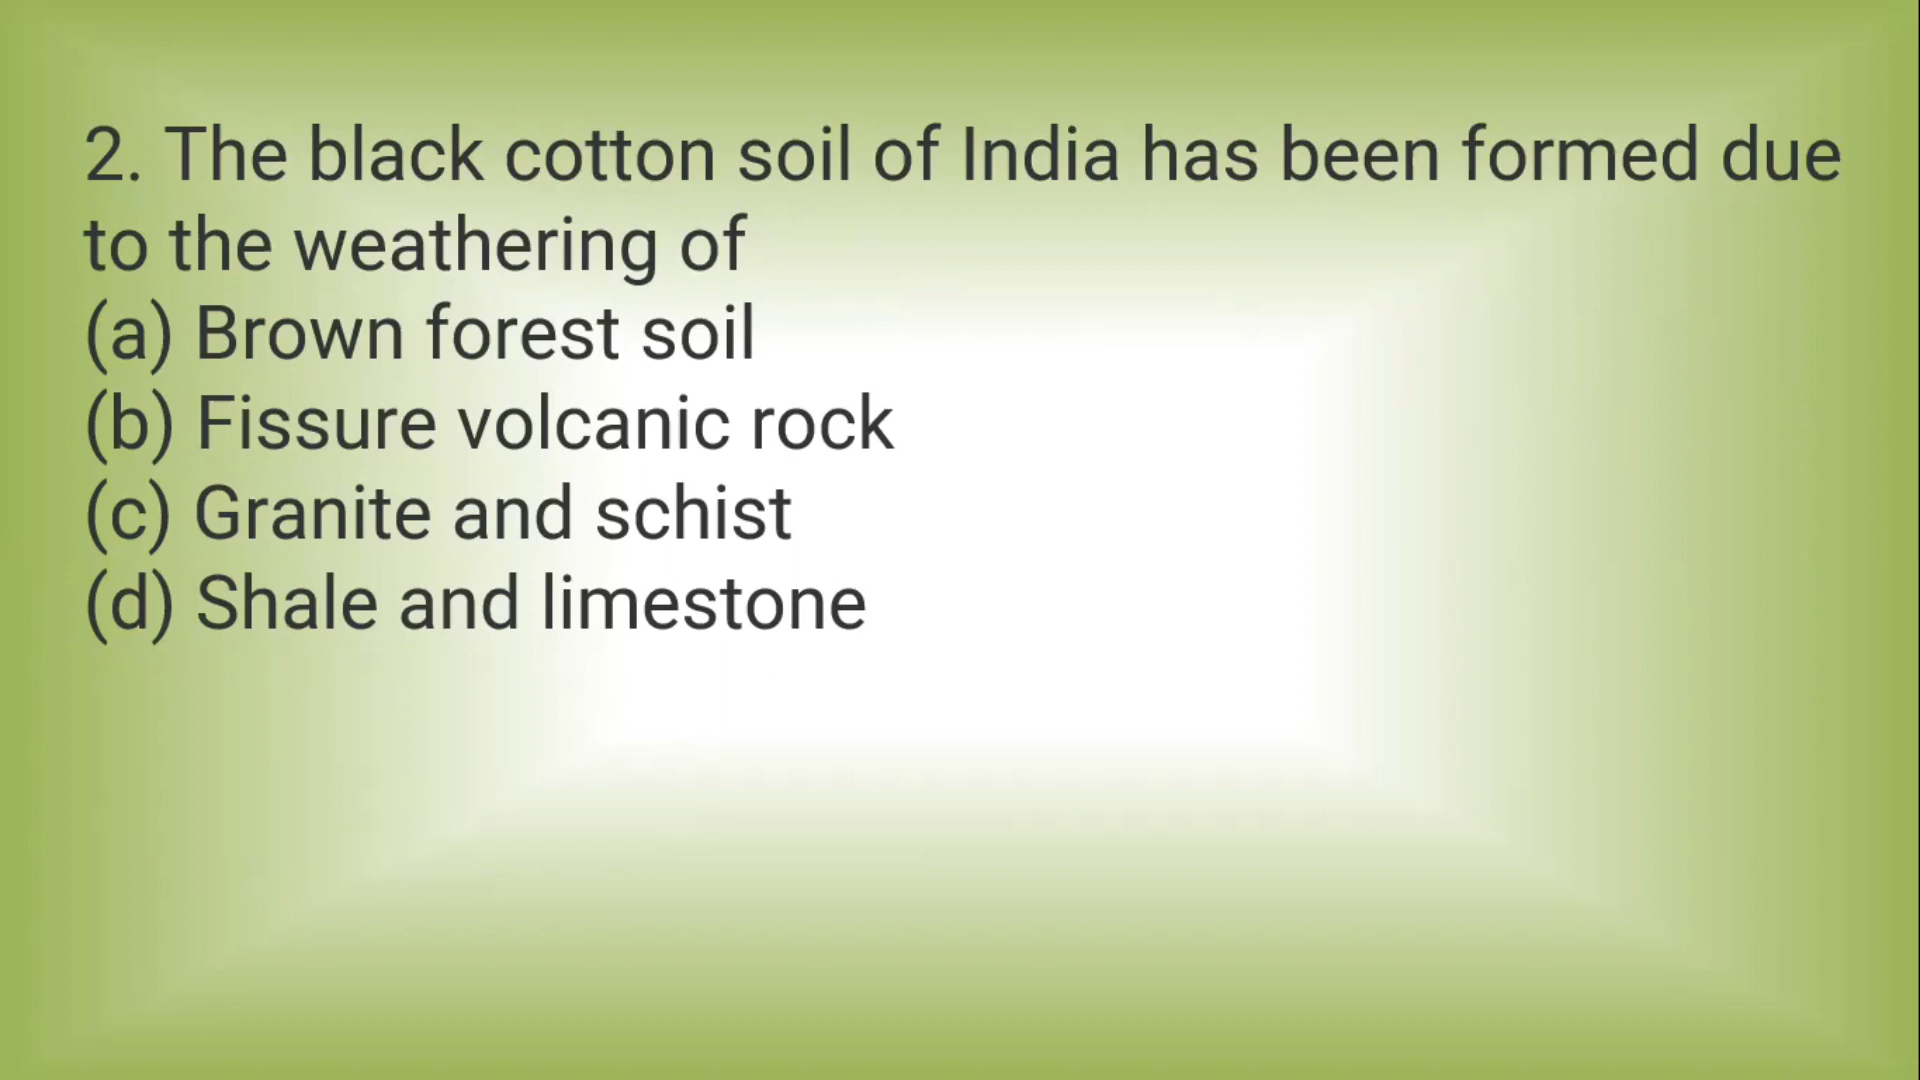 2. The black cotton soil of India has been formed due
to the weathering of
(a) Brown forest soil
(b) Fissure volcanic rock
(c) Granite and schist
(d) Shale and limestone